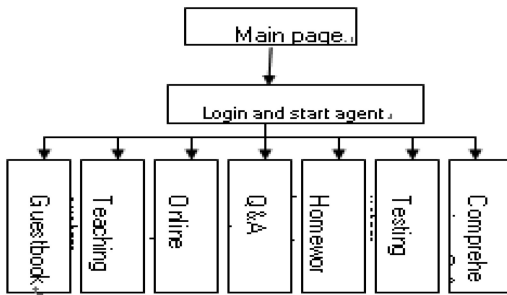 Main page
Login and start agent
Guestbook
Teaching
Online
Q&A
Homewor
Testing
Comprehe